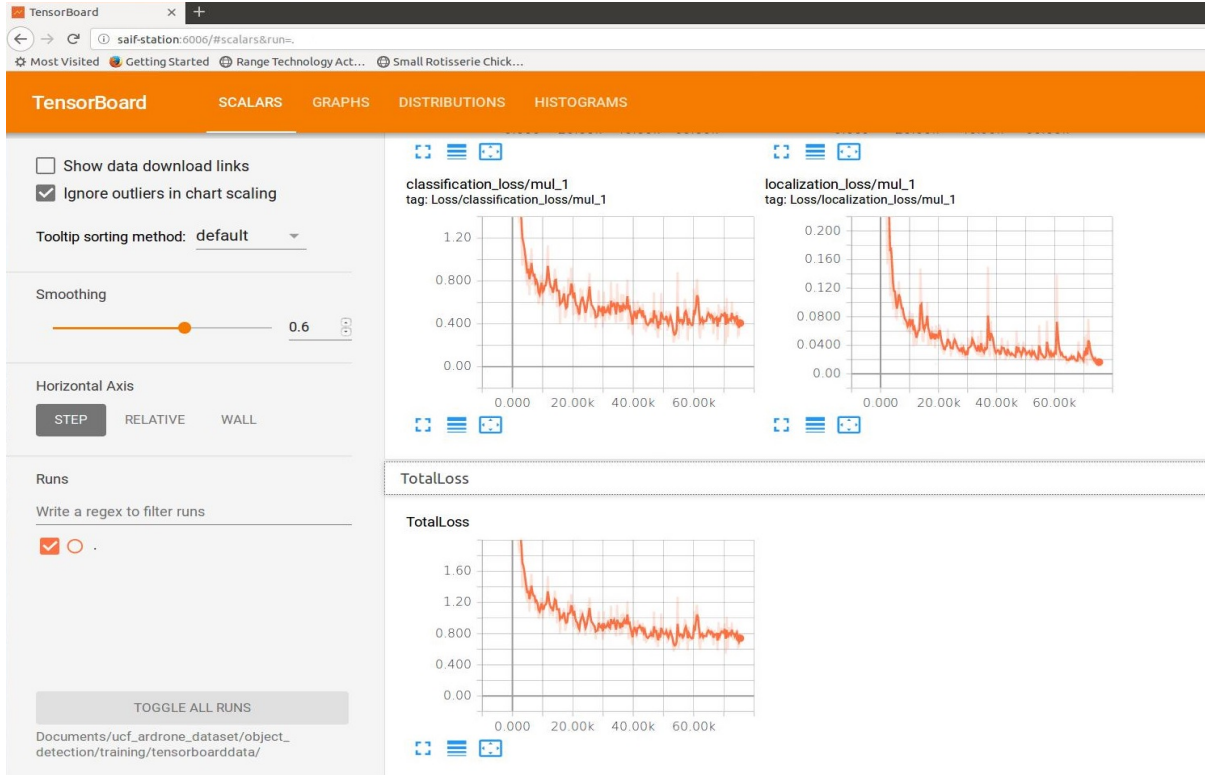 TensorBoard
saif-station:6006/#scalars&run=.
Most Visited Getting Started Range Technology Act... Small Rotisserie Chick...
TensorBoard SCALARS GRAPHS DISTRIBUTIONS HISTOGRAMS
Show data download links
Ignore outliers in chart scaling
Tooltip sorting method: default
Smoothing
0.6
Horizontal Axis
STEP RELATIVE WALL
Runs
Write a regex to filter runs
.
TOGGLE ALL RUNS
Documents/ucf_ardrone_dataset/object_
detection/training/tensorboarddata/
classification_loss/mul_1
tag: Loss/classification_loss/mul_1
1.20
0.800
0.400
0.00
0.000 20.00k 40.00k 60.00k
localization_loss/mul_1
tag: Loss/localization_loss/mul_1
0.200
0.160
0.120
0.0800
0.0400
0.00
0.000 20.00k 40.00k 60.00k
TotalLoss
TotalLoss
1.60
1.20
0.800
0.400
0.00
0.000 20.00k 40.00k 60.00k